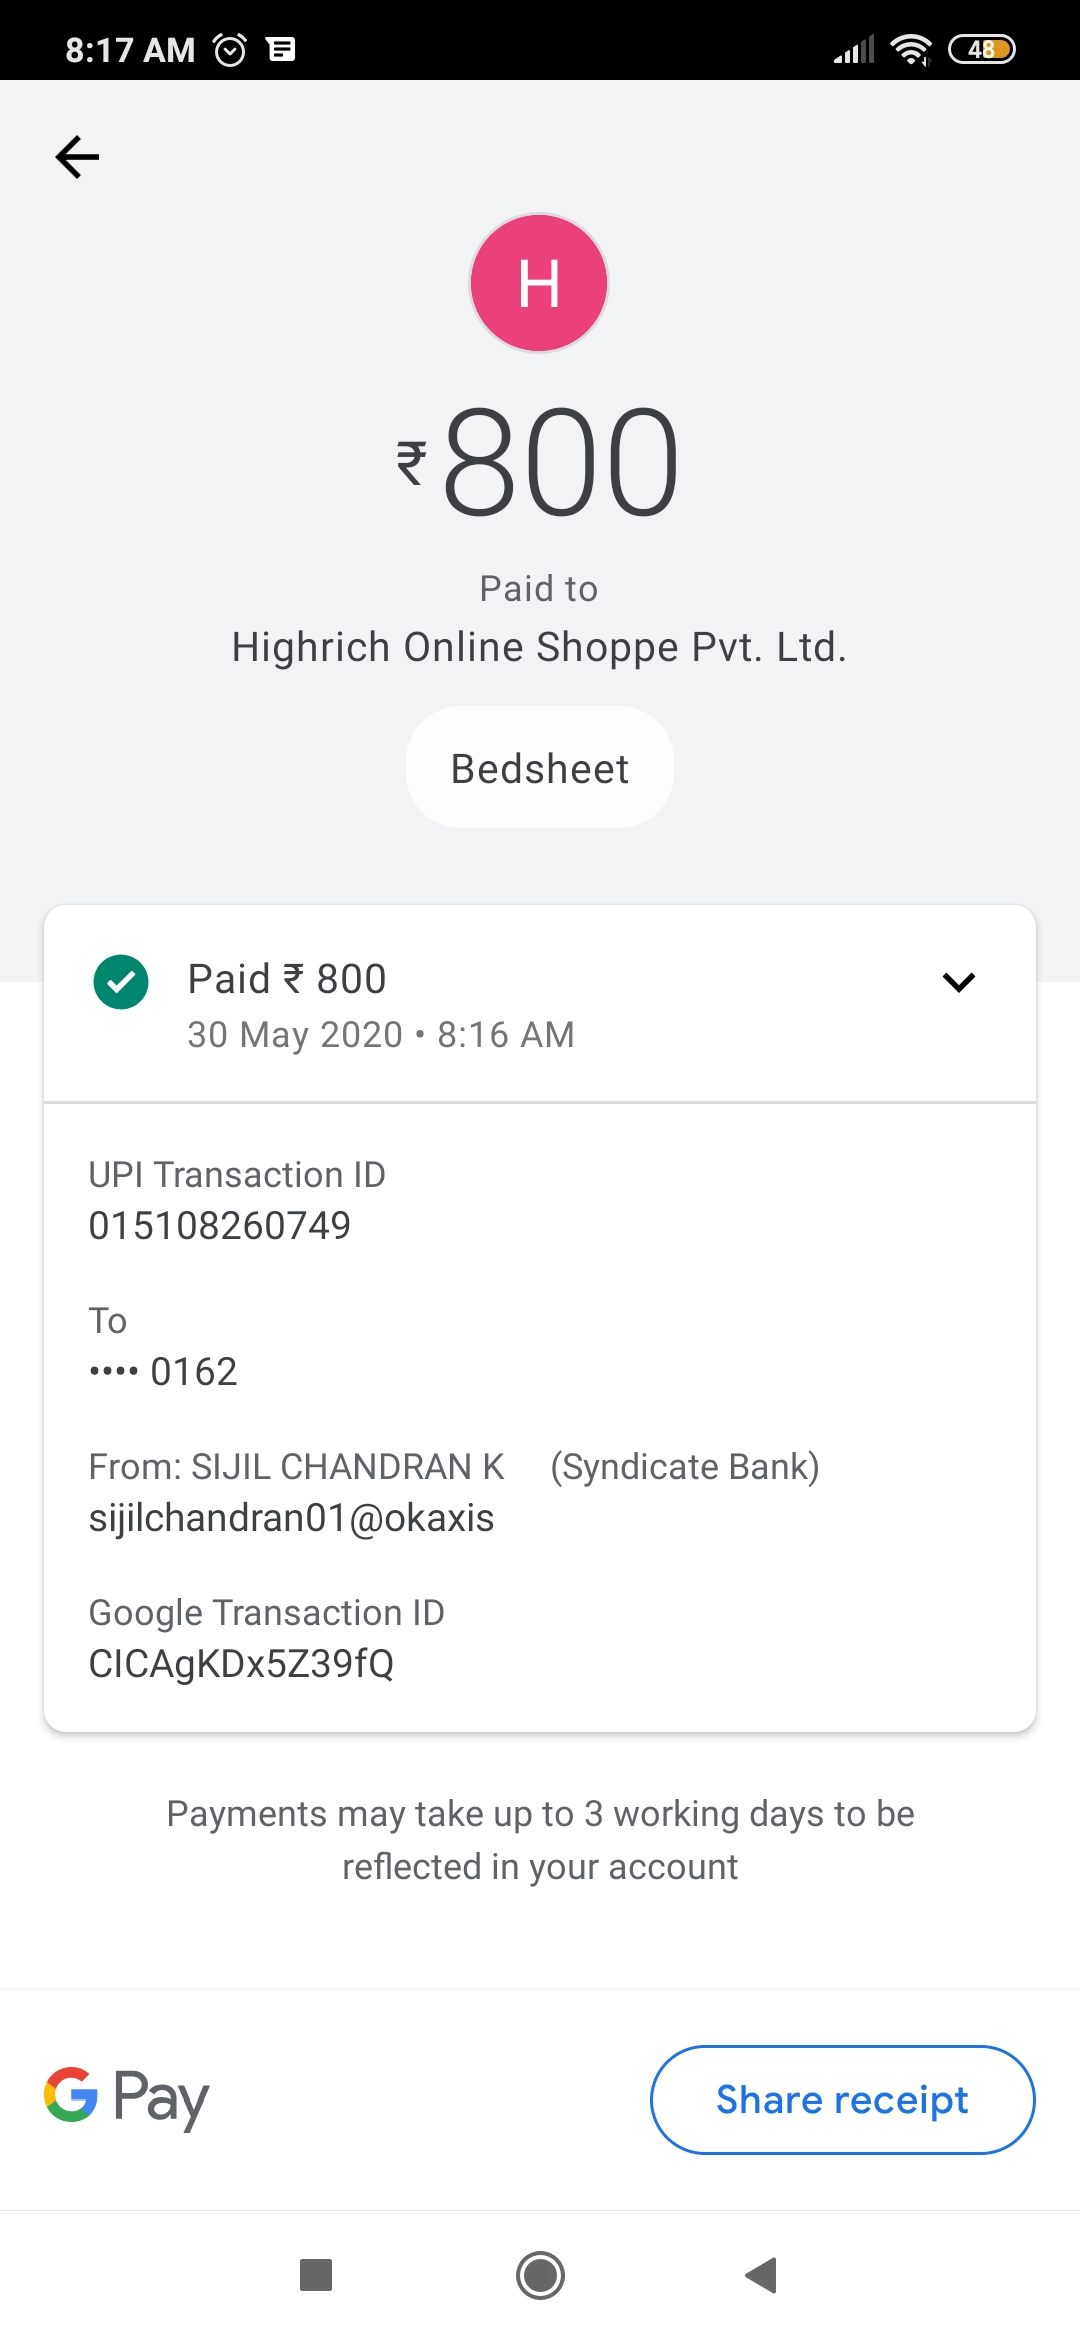 8:17 AM
48
H
₹800
Paid to
Highrich Online Shoppe Pvt. Ltd.
Bedsheet
Paid ₹ 800
30 May 2020 • 8:16 AM
UPI Transaction ID
015108260749
To
•••• 0162
From: SIJIL CHANDRAN K (Syndicate Bank)
sijilchandran01@okaxis
Google Transaction ID
CICAgKDx5Z39fQ
Payments may take up to 3 working days to be
reflected in your account
G Pay
Share receipt